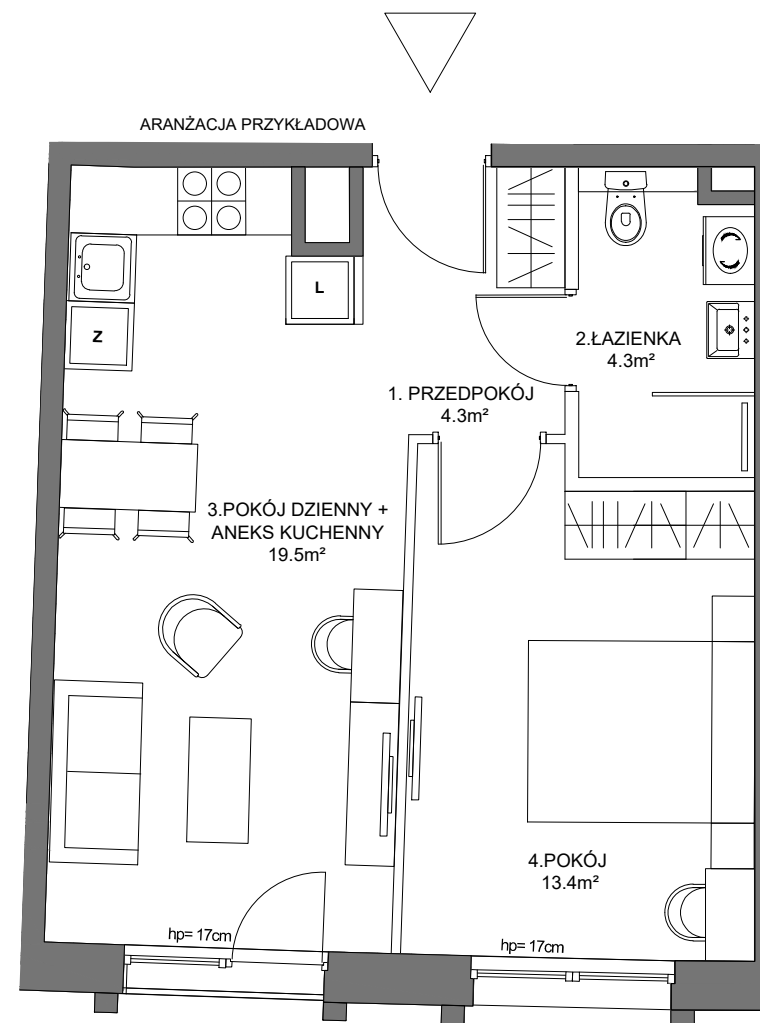 ARANŻACJA PRZYKŁADOWA
L
Z
2.ŁAZIENKA
4.3m²
1. PRZEDPOKÓJ
4.3m²
3.POKÓJ DZIENNY +
ANEKS KUCHENNY
19.5m²
4.POKÓJ
13.4m²
hp= 17cm
hp= 17cm